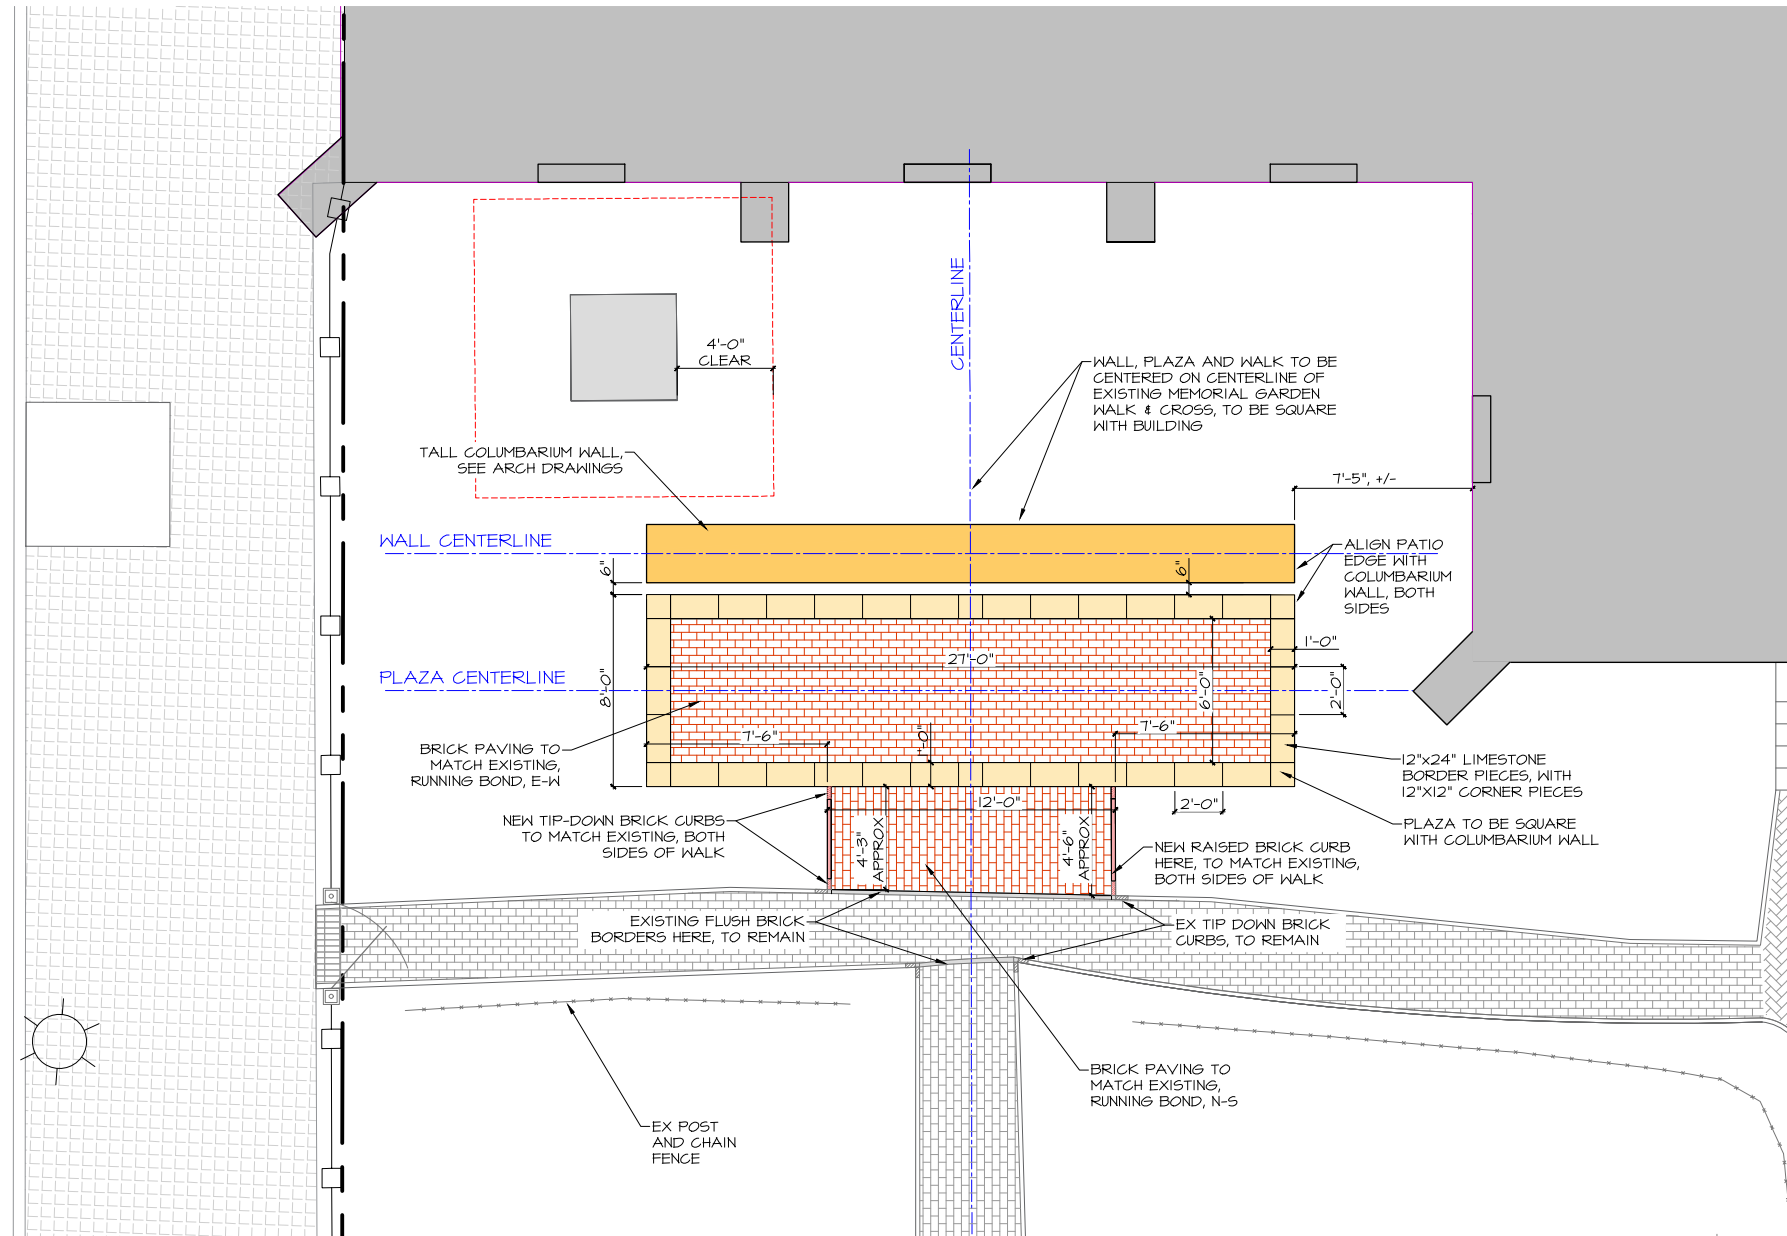 CENTERLINE
4'-0"
CLEAR
WALL, PLAZA AND WALK TO BE
CENTERED ON CENTERLINE OF
EXISTING MEMORIAL GARDEN
WALK & CROSS, TO BE SQUARE
WITH BUILDING
TALL COLUMBARIUM WALL,
SEE ARCH DRAWINGS
7'-5", +/-
WALL CENTERLINE
6"
6"
ALIGN PATIO
EDGE WITH
COLUMBARIUM
WALL, BOTH
SIDES
1'-0"
27'-0"
PLAZA CENTERLINE
8'-0"
6'-0"
2'-0"
7'-6"
7'-6"
1'-0"
BRICK PAVING TO
MATCH EXISTING,
RUNNING BOND, E-W
12"x24" LIMESTONE
BORDER PIECES, WITH
12"X12" CORNER PIECES
12'-0"
2'-0"
NEW TIP-DOWN BRICK CURBS
TO MATCH EXISTING, BOTH
SIDES OF WALK
4'-3"
APPROX
4'-6"
APPROX
PLAZA TO BE SQUARE
WITH COLUMBARIUM WALL
NEW RAISED BRICK CURB
HERE, TO MATCH EXISTING,
BOTH SIDES OF WALK
EXISTING FLUSH BRICK
BORDERS HERE, TO REMAIN
EX TIP DOWN BRICK
CURBS, TO REMAIN
BRICK PAVING TO
MATCH EXISTING,
RUNNING BOND, N-S
EX POST
AND CHAIN
FENCE